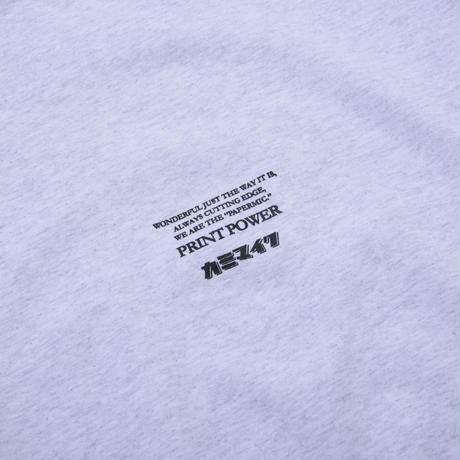 WONDERFUL JUST THE WAY IT IS,
ALWAYS CUTTING EDGE,
WE ARE THE "PAPERMIC."
PRINT POWER
カミマイク